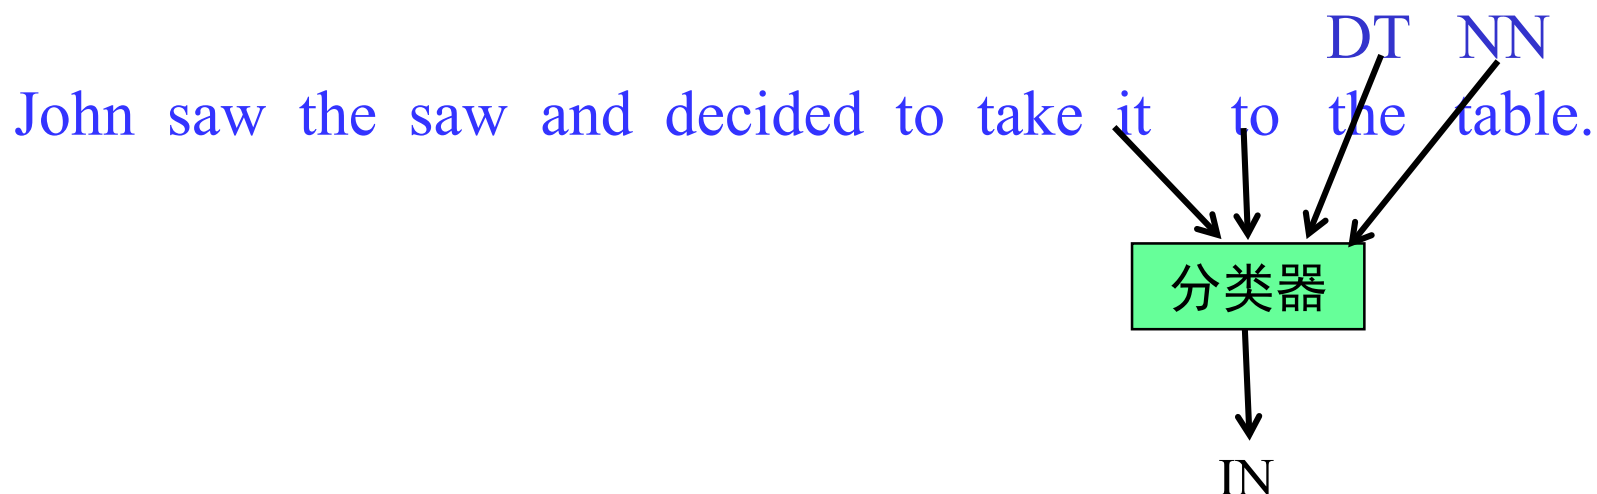 DT NN
John saw the saw and decided to take it to the table.
分类器
IN